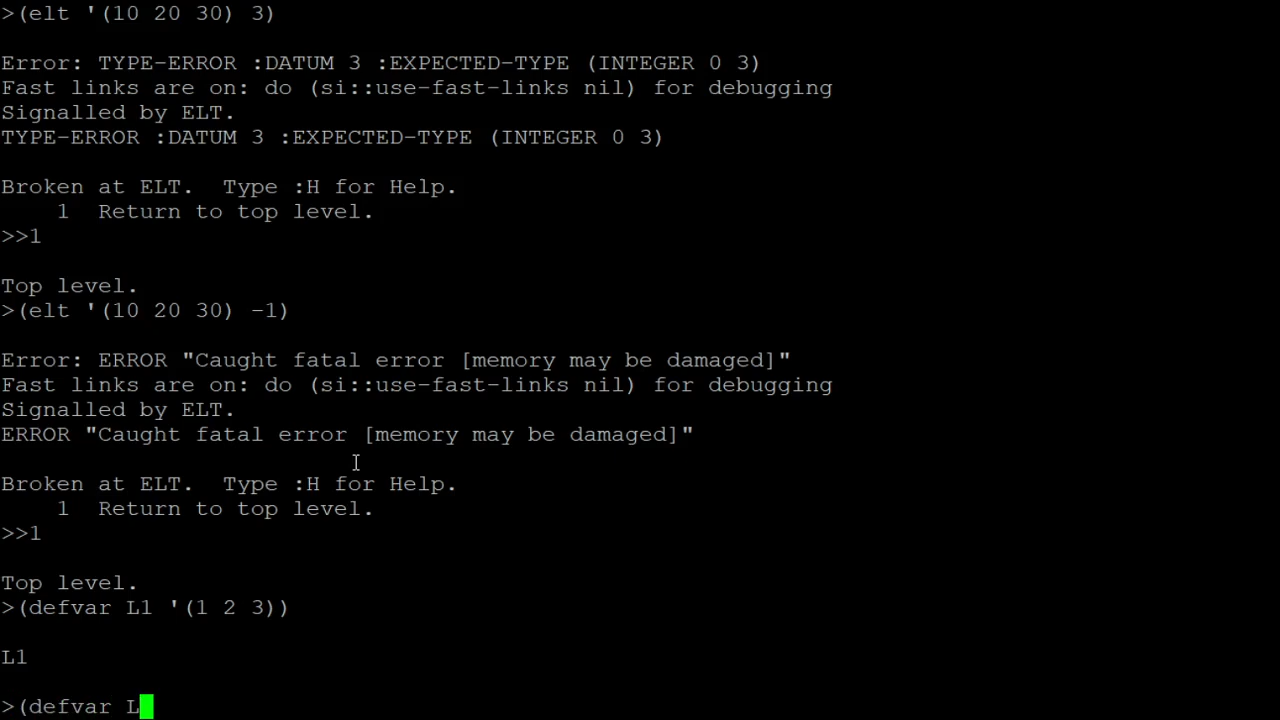 >(elt '(10 20 30) 3)
Error: TYPE-ERROR :DATUM 3 :EXPECTED-TYPE (INTEGER 0 3)
Fast links are on: do (si::use-fast-links nil) for debugging
Signalled by ELT.
TYPE-ERROR :DATUM 3 :EXPECTED-TYPE (INTEGER 0 3)
Broken at ELT.  Type :H for Help.
    1  Return to top level.
>>1
Top level.
>(elt '(10 20 30) -1)
Error: ERROR "Caught fatal error [memory may be damaged]"
Fast links are on: do (si::use-fast-links nil) for debugging
Signalled by ELT.
ERROR "Caught fatal error [memory may be damaged]"
Broken at ELT.  Type :H for Help.
    1  Return to top level.
>>1
Top level.
>(defvar L1 '(1 2 3))
L1
>(defvar L